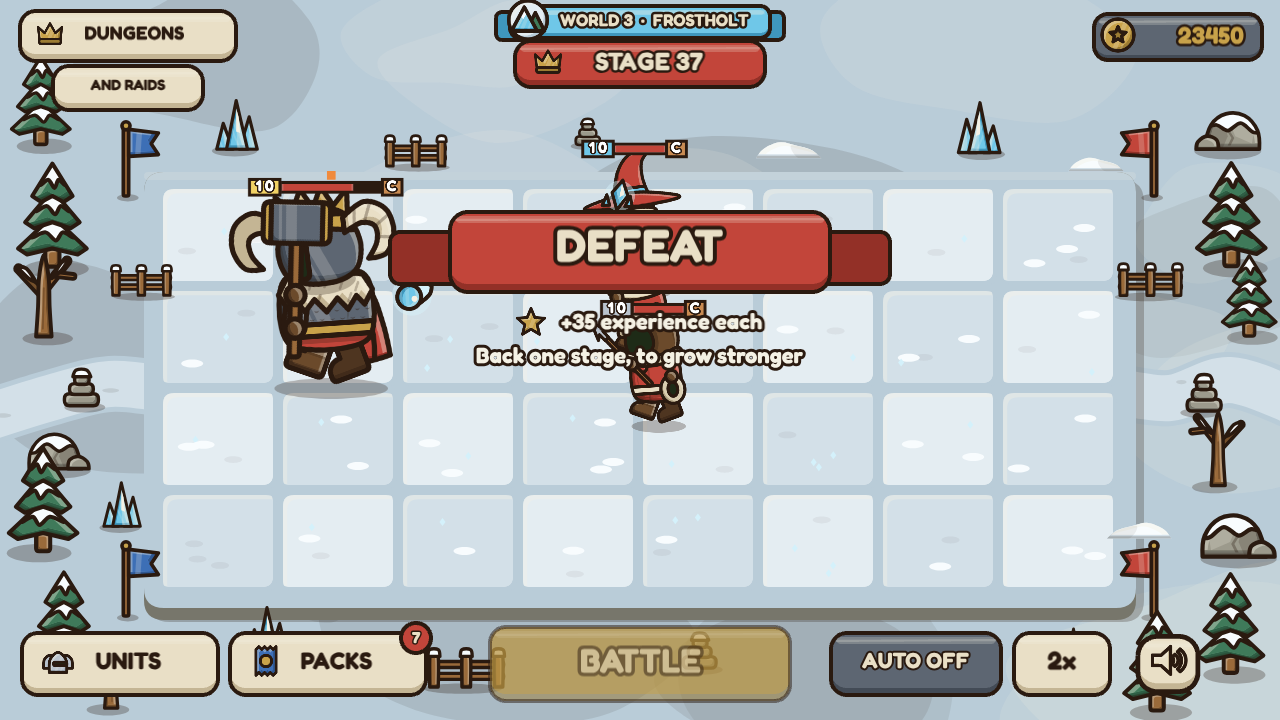 DUNGEONS
AND RAIDS
WORLD 3 • FROSTHOLT
STAGE 37
23450
10 C
10 C
DEFEAT
10 C
+35 experience each
Back one stage, to grow stronger
UNITS
PACKS
7
BATTLE
AUTO OFF
2x